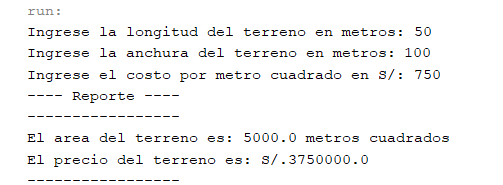 run:
Ingrese la longitud del terreno en metros: 50
Ingrese la anchura del terreno en metros: 100
Ingrese el costo por metro cuadrado en S/: 750
---- Reporte ----
-----------------
El area del terreno es: 5000.0 metros cuadrados
El precio del terreno es: S/.3750000.0
-----------------